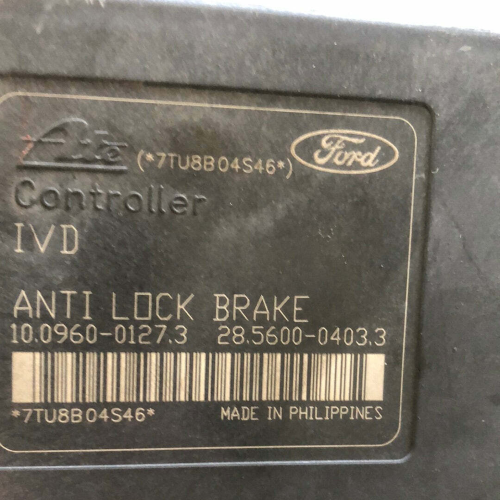 Ate (*7TU8B04S46*) Ford
Controller
IVD
ANTI LOCK BRAKE
10.0960-0127.3 28.5600-0403.3
*7TU8B04S46* MADE IN PHILIPPINES